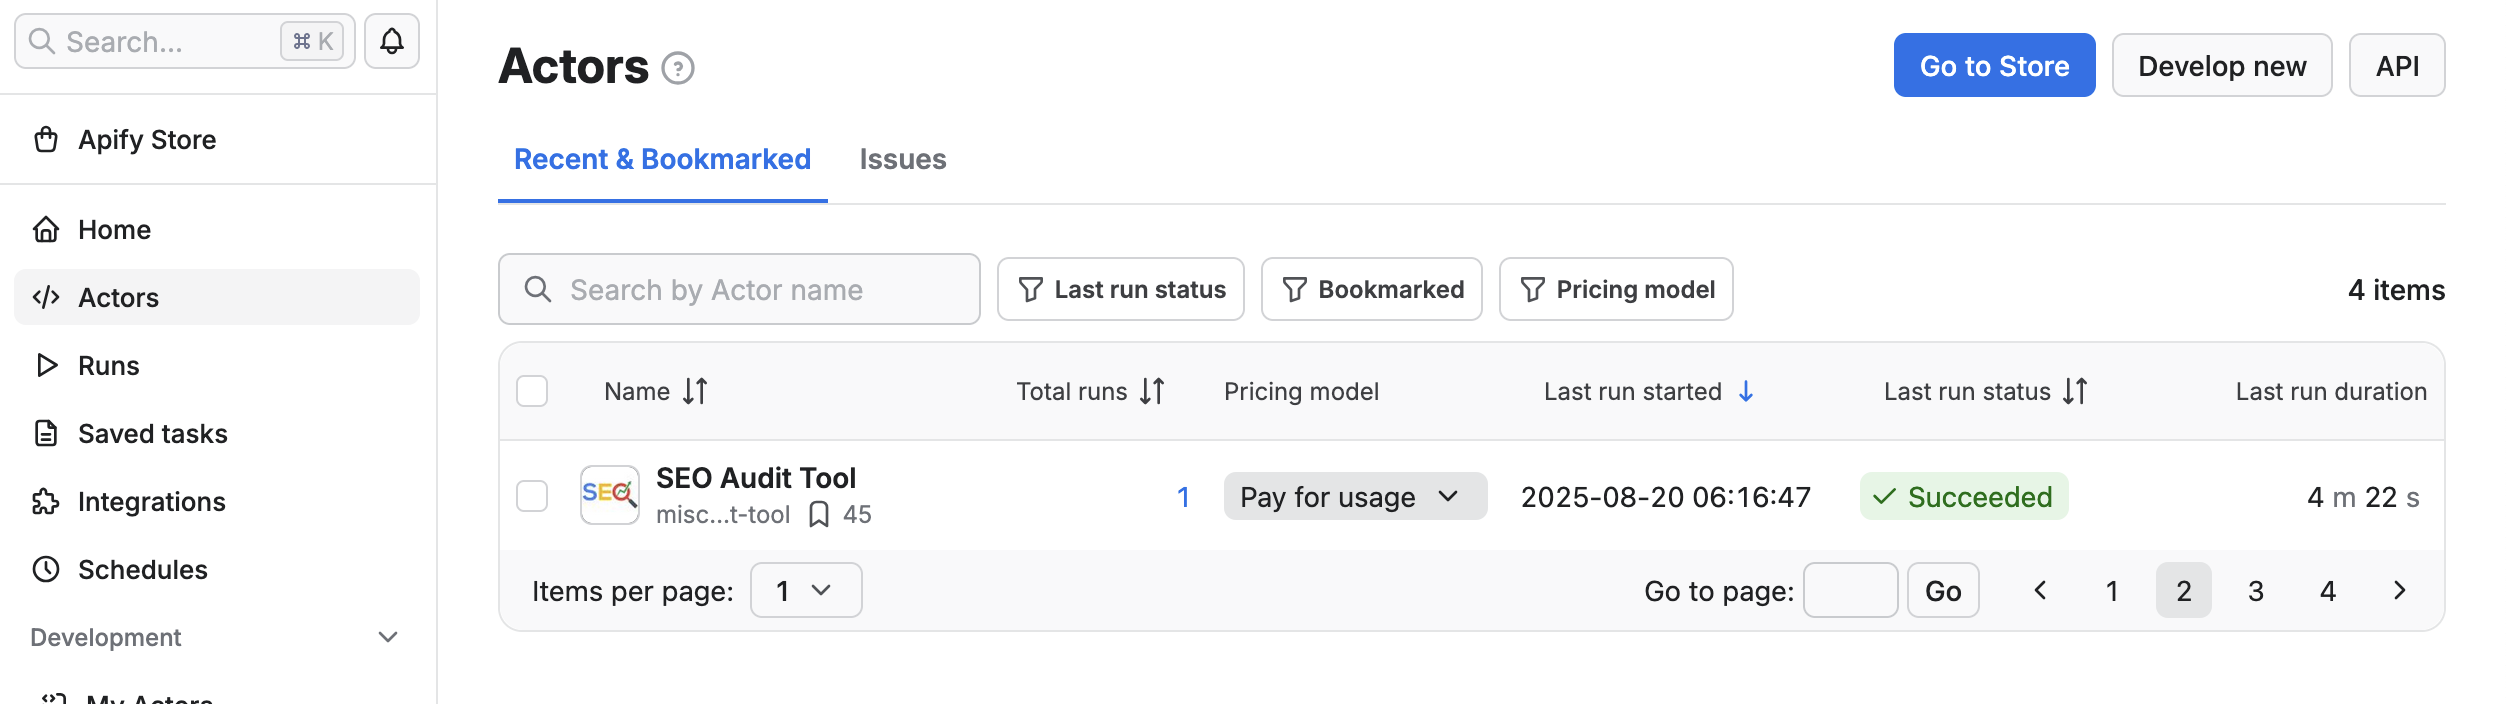 Search...
⌘ K
Apify Store
Home
Actors
Runs
Saved tasks
Integrations
Schedules
Development
My Actors
Actors
Go to Store
Develop new
API
Recent & Bookmarked
Issues
Search by Actor name
Last run status
Bookmarked
Pricing model
4 items
Name
Total runs
Pricing model
Last run started
Last run status
Last run duration
SEO
SEO Audit Tool
misc...t-tool
45
1
Pay for usage
2025-08-20 06:16:47
Succeeded
4 m 22 s
Items per page:
1
Go to page:
Go
1
2
3
4